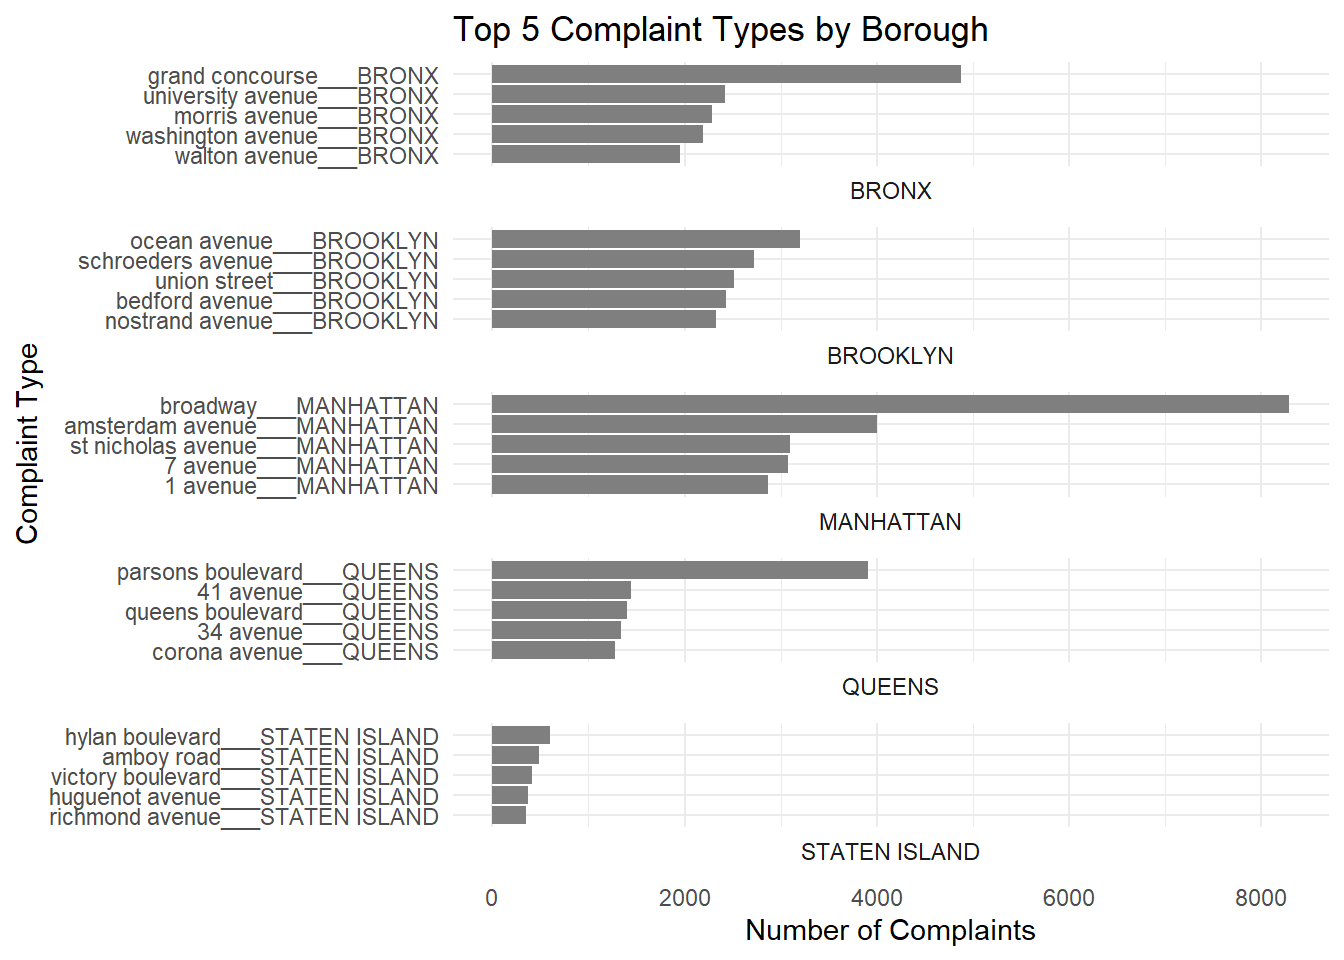 Top 5 Complaint Types by Borough
grand concourse___BRONX
university avenue___BRONX
morris avenue___BRONX
washington avenue___BRONX
walton avenue___BRONX
BRONX
ocean avenue___BROOKLYN
schroeders avenue___BROOKLYN
union street___BROOKLYN
bedford avenue___BROOKLYN
nostrand avenue___BROOKLYN
BROOKLYN
Complaint Type
broadway___MANHATTAN
amsterdam avenue___MANHATTAN
st nicholas avenue___MANHATTAN
7 avenue___MANHATTAN
1 avenue___MANHATTAN
MANHATTAN
parsons boulevard___QUEENS
41 avenue___QUEENS
queens boulevard___QUEENS
34 avenue___QUEENS
corona avenue___QUEENS
QUEENS
hylan boulevard___STATEN ISLAND
amboy road___STATEN ISLAND
victory boulevard___STATEN ISLAND
huguenot avenue___STATEN ISLAND
richmond avenue___STATEN ISLAND
STATEN ISLAND
0 2000 4000 6000 8000
Number of Complaints